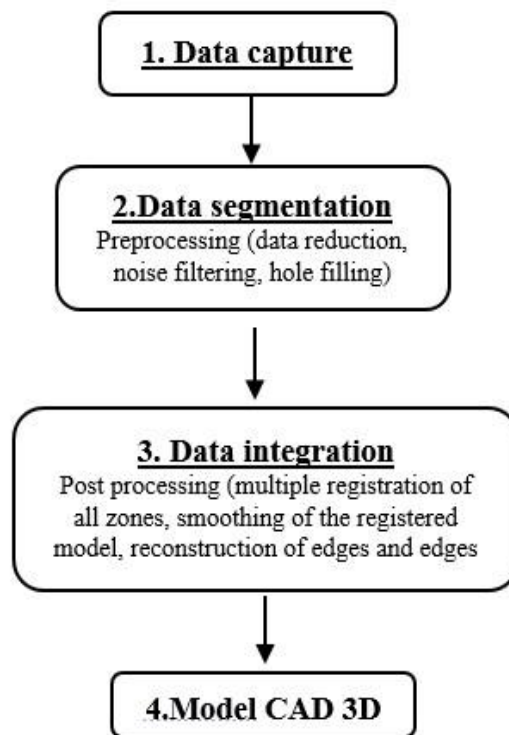 1. Data capture
2.Data segmentation
Preprocessing (data reduction,
noise filtering, hole filling)
3. Data integration
Post processing (multiple registration of
all zones, smoothing of the registered
model, reconstruction of edges and edges
4.Model CAD 3D